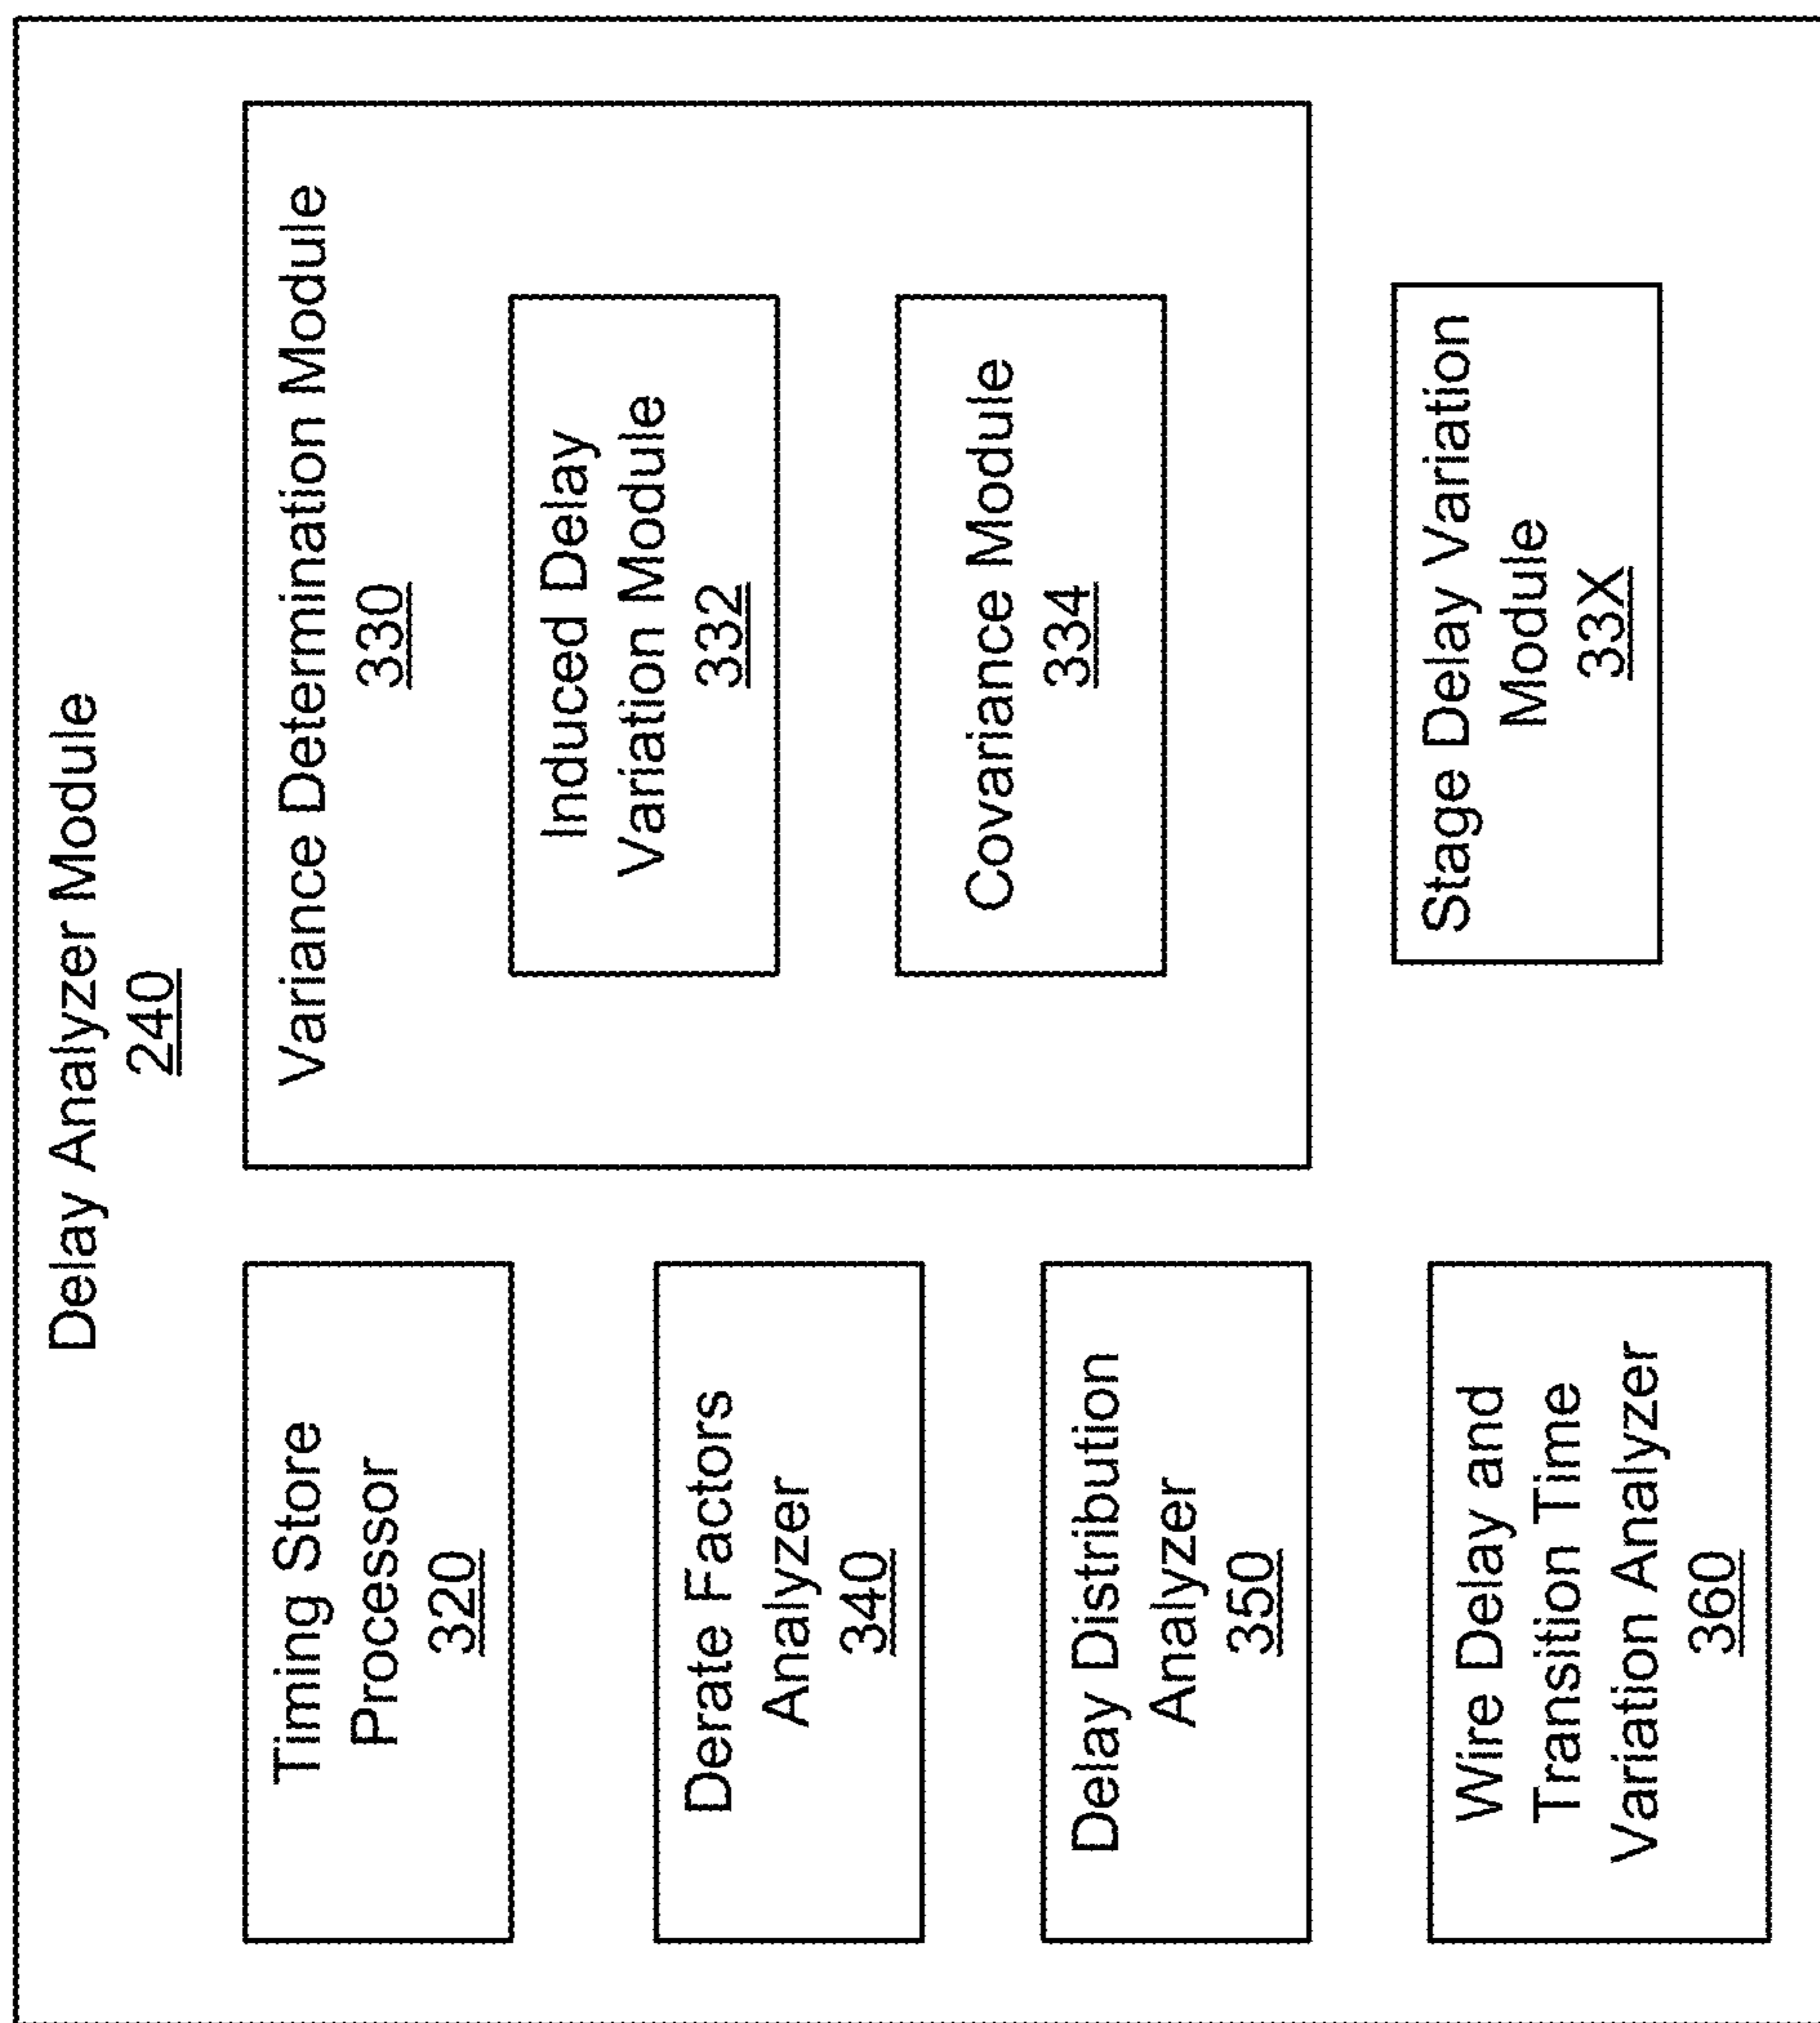 Delay Analyzer Module
240
Timing Store
Processor
320
Derate Factors
Analyzer
340
Delay Distribution
Analyzer
350
Wire Delay and
Transition Time
Variation Analyzer
360
Variance Determination Module
330
Induced Delay
Variation Module
332
Covariance Module
334
Stage Delay Variation
Module
33X